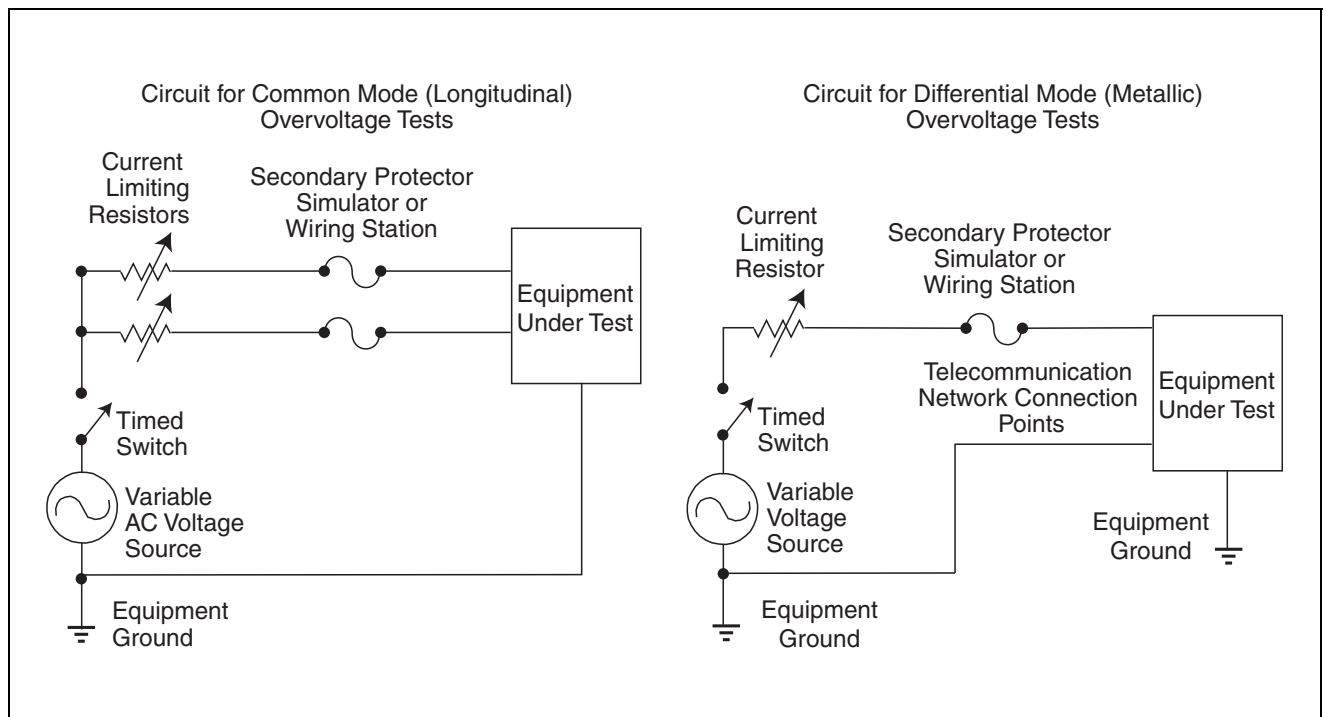 Circuit for Common Mode (Longitudinal)
Overvoltage Tests
Current
Limiting
Resistors
Secondary Protector
Simulator or
Wiring Station
Equipment
Under Test
Timed
Switch
Variable
AC Voltage
Source
Equipment
Ground
Circuit for Differential Mode (Metallic)
Overvoltage Tests
Current
Limiting
Resistor
Secondary Protector
Simulator or
Wiring Station
Telecommunication
Network Connection
Points
Equipment
Under Test
Timed
Switch
Variable
Voltage
Source
Equipment
Ground
Equipment
Ground